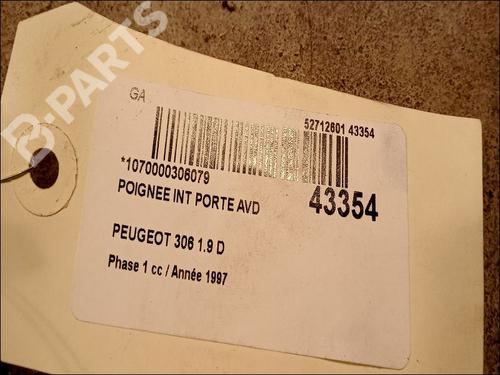 B-PARTS
GA
52712601 43354
*1070000306079
43354
POIGNEE INT PORTE AVD
PEUGEOT 306 1.9 D
Phase 1 cc / Année 1997